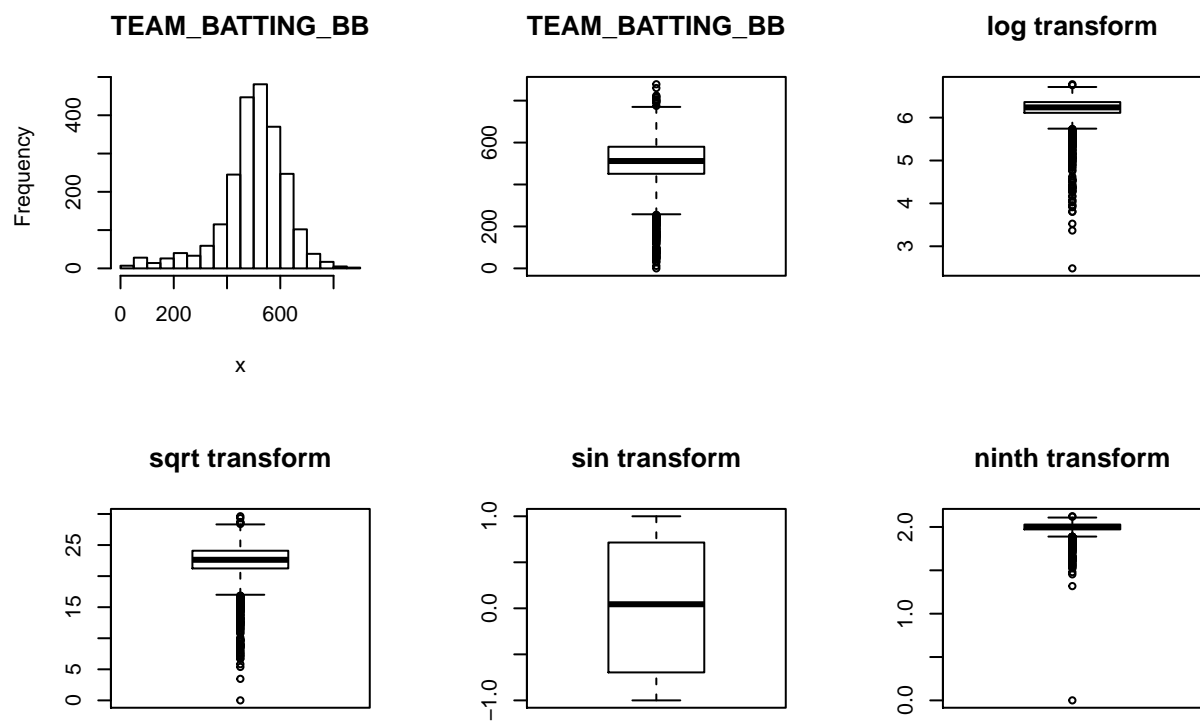 TEAM_BATTING_BB
Frequency
0
200
400
0
200
600
x
TEAM_BATTING_BB
0
200
600
log transform
3
4
5
6
sqrt transform
0
5
15
25
sin transform
−1.0
0.0
1.0
ninth transform
0.0
1.0
2.0